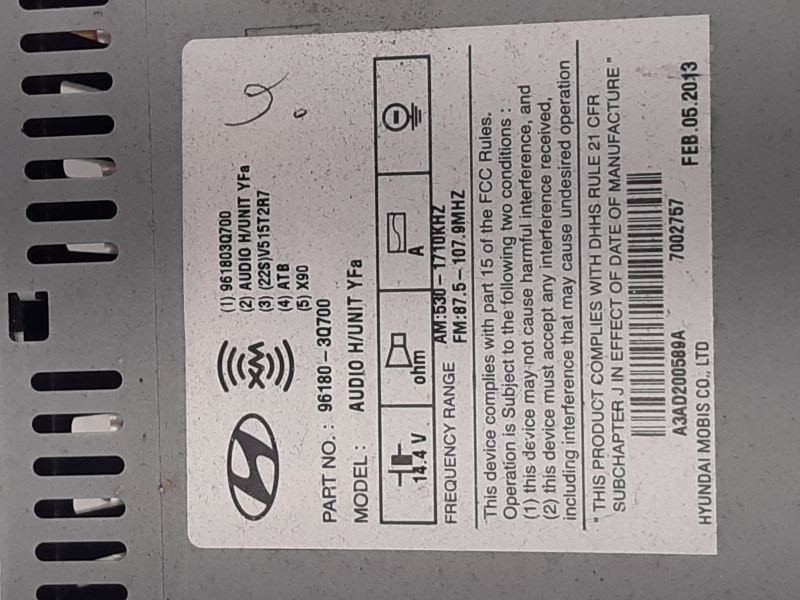 XM
(1) 961803Q700
(2) AUDIO H/UNIT YFa
(3) (22S)V515T2R7
(4) ATB
(5) X90
PART NO. : 96180-3Q700
MODEL : AUDIO H/UNIT YFa
14.4 V ohm A
FREQUENCY RANGE AM:530-1710KHZ
FM:87.5-107.9MHZ
This device complies with part 15 of the FCC Rules.
Operation is Subject to the following two conditions :
(1) this device may not cause harmful interference, and
(2) this device must accept any interference received,
including interference that may cause undesired operation
" THIS PRODUCT COMPLIES WITH DHHS RULE 21 CFR
SUBCHAPTER J IN EFFECT OF DATE OF MANUFACTURE "
A3AD200589A 7002757
HYUNDAI MOBIS CO., LTD FEB.05.2013